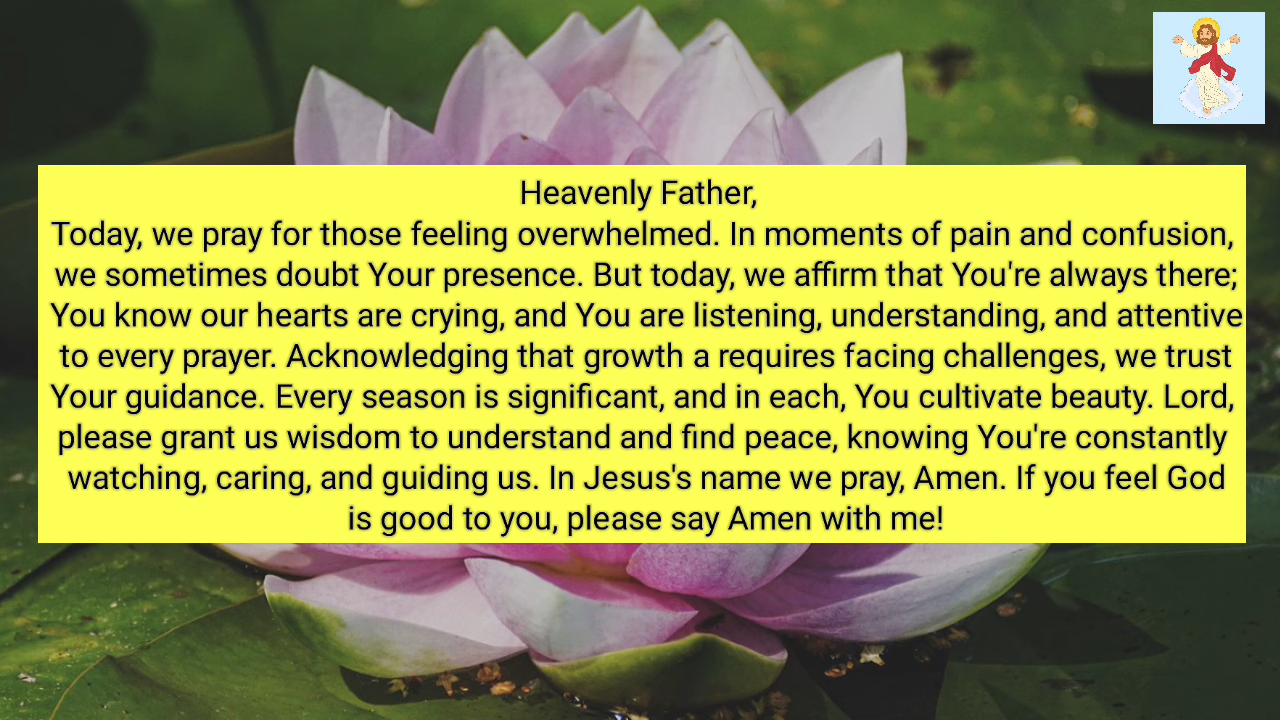 Heavenly Father,
Today, we pray for those feeling overwhelmed. In moments of pain and confusion,
we sometimes doubt Your presence. But today, we affirm that You're always there;
You know our hearts are crying, and You are listening, understanding, and attentive
to every prayer. Acknowledging that growth a requires facing challenges, we trust
Your guidance. Every season is significant, and in each, You cultivate beauty. Lord,
please grant us wisdom to understand and find peace, knowing You're constantly
watching, caring, and guiding us. In Jesus's name we pray, Amen. If you feel God
is good to you, please say Amen with me!